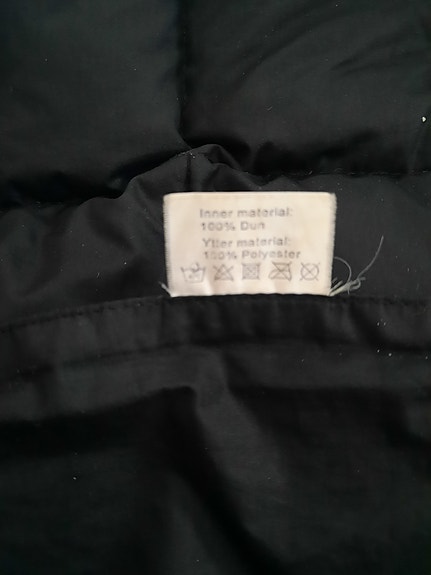 Inner material:
100% Dun
Ytter material:
100% Polyester